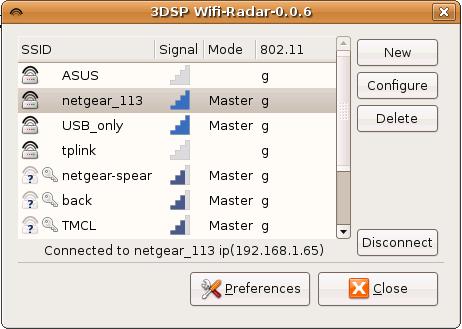 3DSP Wifi-Radar-0.0.6
SSID Signal Mode 802.11
ASUS g
netgear_113 Master g
USB_only Master g
tplink g
netgear-spear Master g
back Master g
TMCL Master g
New
Configure
Delete
Disconnect
Connected to netgear_113 ip(192.168.1.65)
Preferences Close